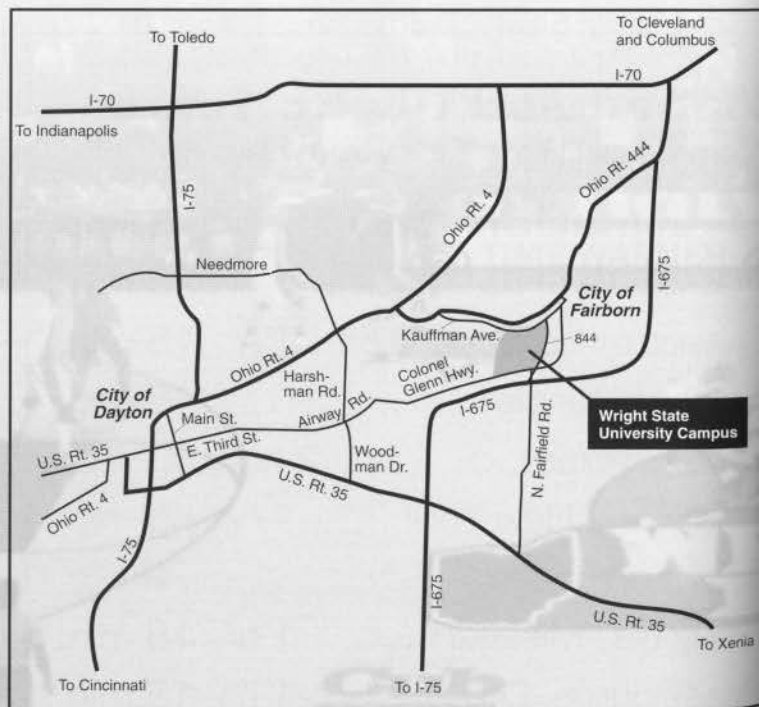 To Cleveland
and Columbus
To Toledo
I-70
I-70
To Indianapolis
Ohio Rt. 444
I-75
Ohio Rt. 4
Needmore
I-675
City of
Fairborn
Kauffman Ave.
844
Ohio Rt. 4
Harsh-
man Rd.
Colonel
Glenn Hwy.
City of
Dayton
Main St.
Airway Rd.
I-675
Wright State
University Campus
E. Third St.
U.S. Rt. 35
Wood-
man Dr.
N. Fairfield Rd.
U.S. Rt. 35
Ohio Rt. 4
I-75
I-675
U.S. Rt. 35
To Xenia
To Cincinnati
To I-75